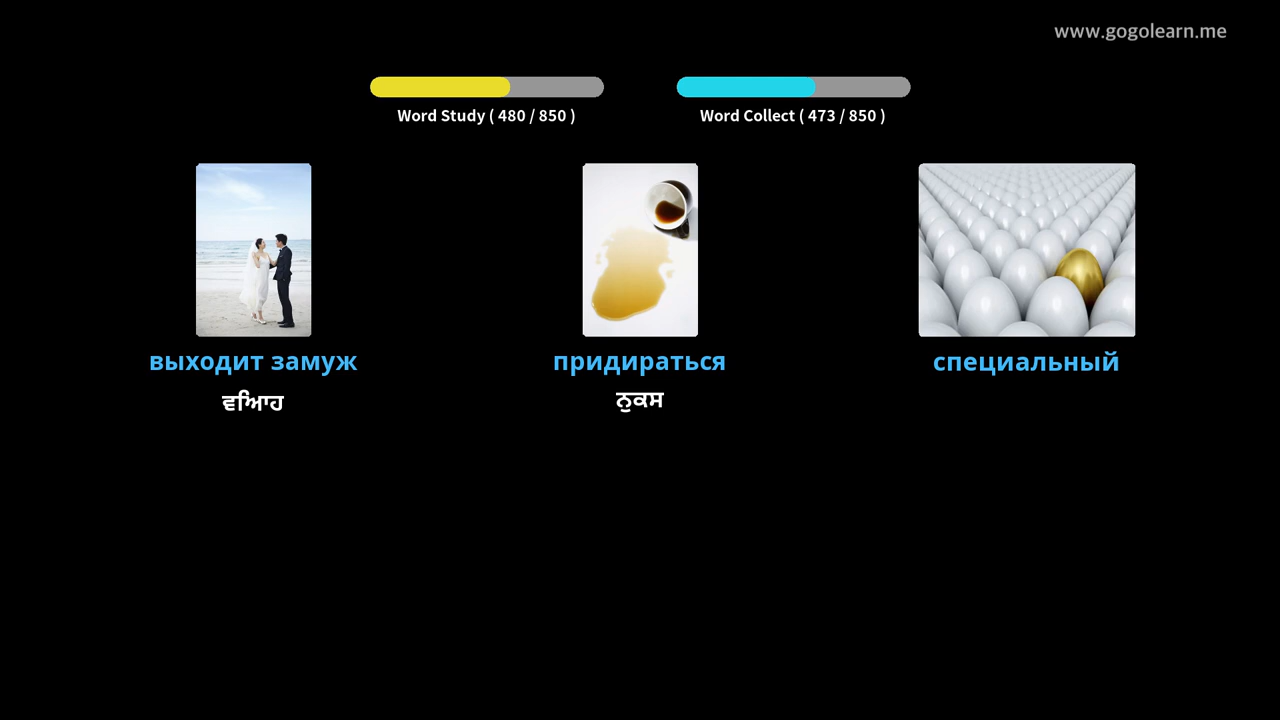 www.gogolearn.me
Word Study ( 480 / 850 )
Word Collect ( 473 / 850 )
выходит замуж
придираться
специальный
ਵਿਆਹ
ਨੁਕਸ